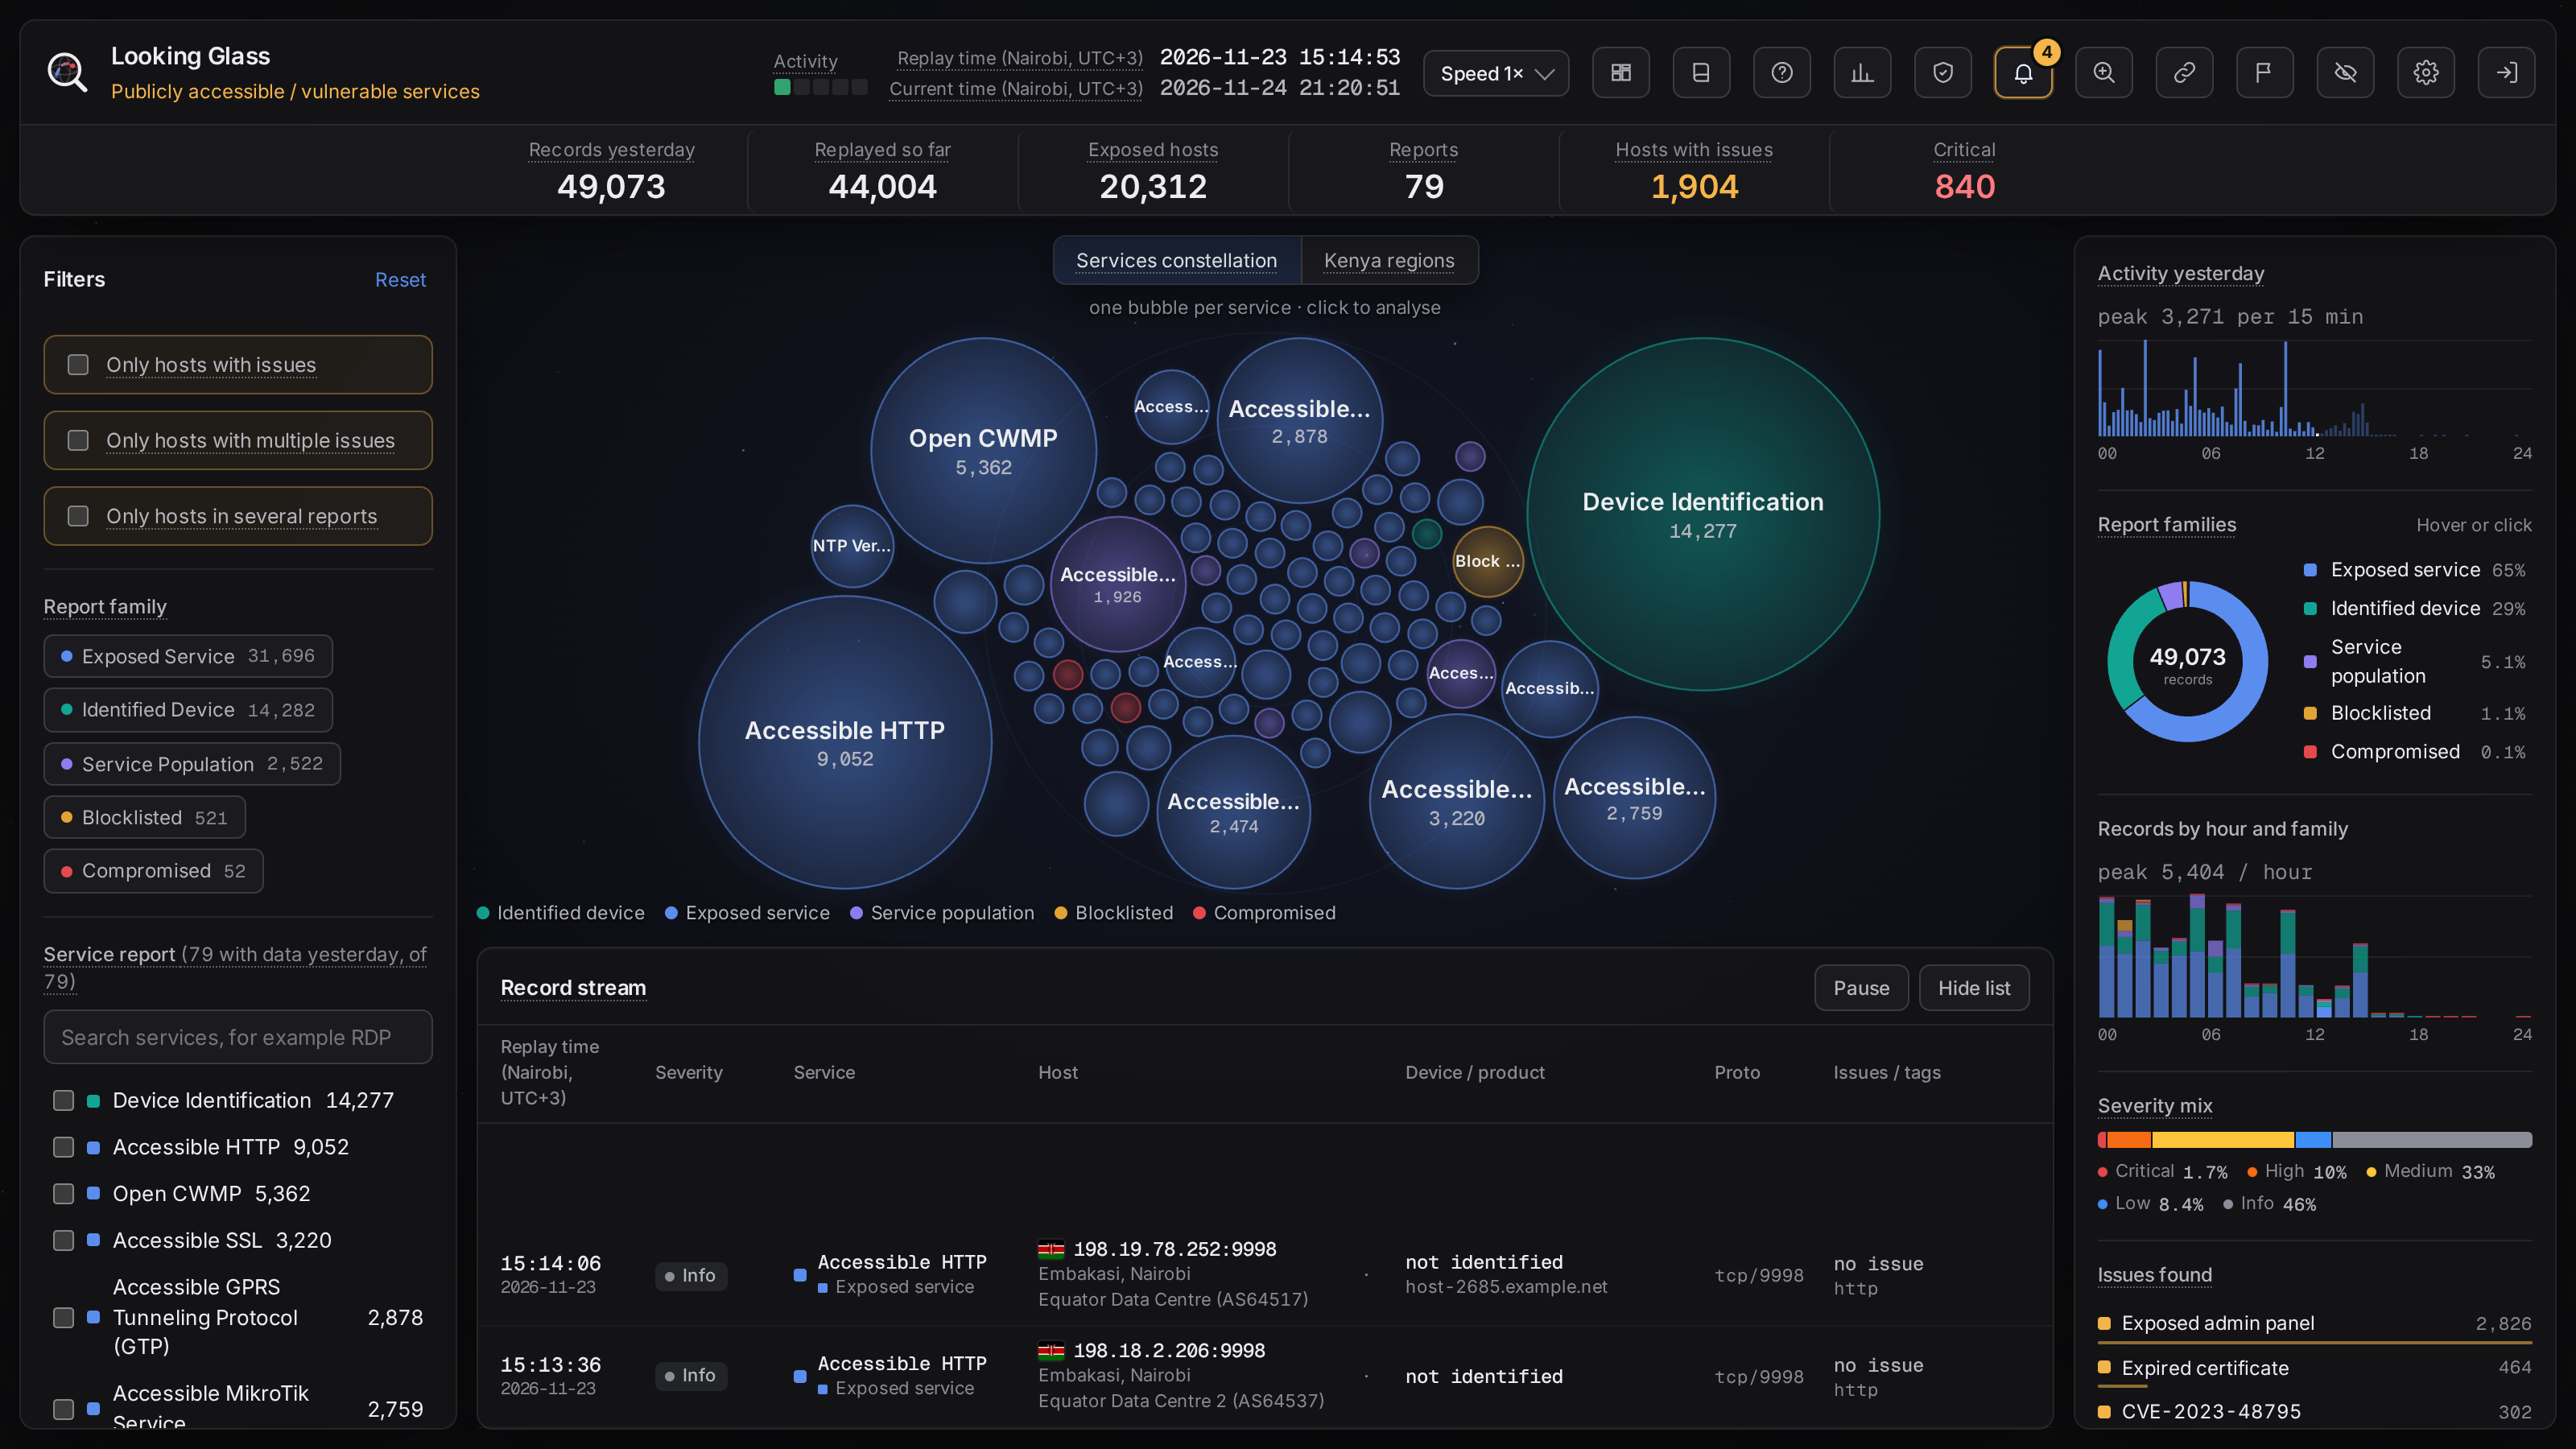 Looking Glass
Publicly accessible / vulnerable services
Activity
Replay time (Nairobi, UTC+3) 2026-11-23 15:14:53
Current time (Nairobi, UTC+3) 2026-11-24 21:20:51
Speed 1×
4
Records yesterday
49,073
Replayed so far
44,004
Exposed hosts
20,312
Reports
79
Hosts with issues
1,904
Critical
840
Filters
Reset
Only hosts with issues
Only hosts with multiple issues
Only hosts in several reports
Report family
Exposed Service 31,696
Identified Device 14,282
Service Population 2,522
Blocklisted 521
Compromised 52
Service report (79 with data yesterday, of
79)
Search services, for example RDP
Device Identification 14,277
Accessible HTTP 9,052
Open CWMP 5,362
Accessible SSL 3,220
Accessible GPRS
Tunneling Protocol
(GTP)
2,878
Accessible MikroTik
Service
2,759
Services constellation
Kenya regions
one bubble per service · click to analyse
Open CWMP
5,362
Access...
Accessible...
2,878
Device Identification
14,277
NTP Ver...
Accessible...
1,926
Block ...
Access...
Acces...
Accessib...
Accessible HTTP
9,052
Accessible...
2,474
Accessible...
3,220
Accessible...
2,759
Identified device
Exposed service
Service population
Blocklisted
Compromised
Record stream
Pause
Hide list
Replay time
(Nairobi,
UTC+3)
Severity
Service
Host
Device / product
Proto
Issues / tags
15:14:06
2026-11-23
Info
Accessible HTTP
Exposed service
198.19.78.252:9998
Embakasi, Nairobi
Equator Data Centre (AS64517)
·
not identified
host-2685.example.net
tcp/9998
no issue
http
15:13:36
2026-11-23
Info
Accessible HTTP
Exposed service
198.18.2.206:9998
Embakasi, Nairobi
Equator Data Centre 2 (AS64537)
·
not identified
tcp/9998
no issue
http
Activity yesterday
peak 3,271 per 15 min
00 06 12 18 24
Report families
Hover or click
49,073
records
Exposed service 65%
Identified device 29%
Service
population
5.1%
Blocklisted 1.1%
Compromised 0.1%
Records by hour and family
peak 5,404 / hour
00 06 12 18 24
Severity mix
Critical 1.7% High 10% Medium 33%
Low 8.4% Info 46%
Issues found
Exposed admin panel 2,826
Expired certificate 464
CVE-2023-48795 302